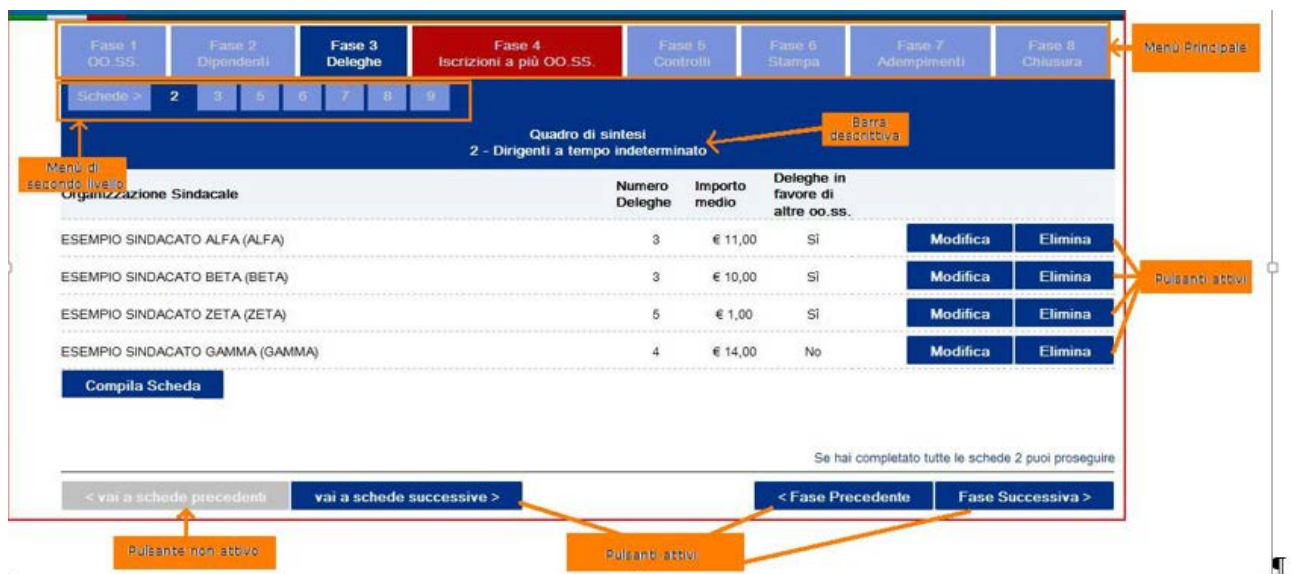 Fase 1 Fase 2 Fase 3 Fase 4 Fase 5 Fase 6 Fase 7 Fase 8
OO.SS. Dipendenti Deleghe Iscrizioni a più OO.SS. Controlli Stampa Adempimenti Chiusura
Menù Principale
Schede > 2 3 5 6 7 8 9
Barra
descrittiva
Quadro di sintesi
2 - Dirigenti a tempo indeterminato
Menù di
secondo livello
Organizzazione Sindacale
Numero
Deleghe
Importo
medio
Deleghe in
favore di
altre oo.ss.
ESEMPIO SINDACATO ALFA (ALFA) 3 € 11,00 Sì Modifica Elimina
ESEMPIO SINDACATO BETA (BETA) 3 € 10,00 Sì Modifica Elimina
Pulsanti attivi
ESEMPIO SINDACATO ZETA (ZETA) 5 € 1,00 Sì Modifica Elimina
ESEMPIO SINDACATO GAMMA (GAMMA) 4 € 14,00 No Modifica Elimina
Compila Scheda
Se hai completato tutte le schede 2 puoi proseguire
< vai a schede precedenti vai a schede successive > < Fase Precedente Fase Successiva >
Pulsante non attivo
Pulsanti attivi
¶